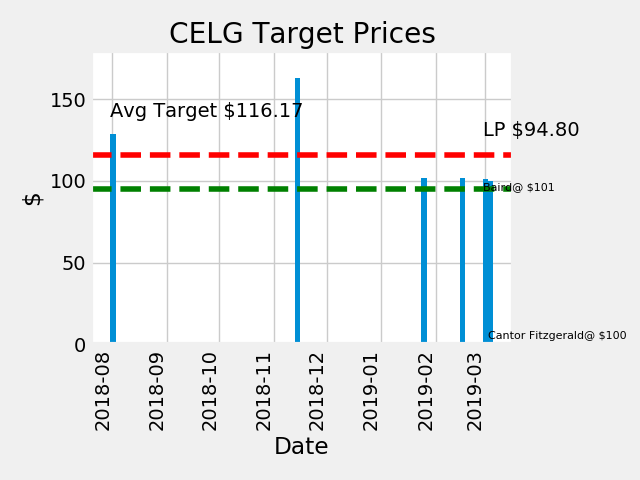 CELG Target Prices
150
Avg Target $116.17
LP $94.80
100
Baird@ $101
$
50
Cantor Fitzgerald@ $100
0
2018-08
2018-09
2018-10
2018-11
2018-12
2019-01
2019-02
2019-03
Date